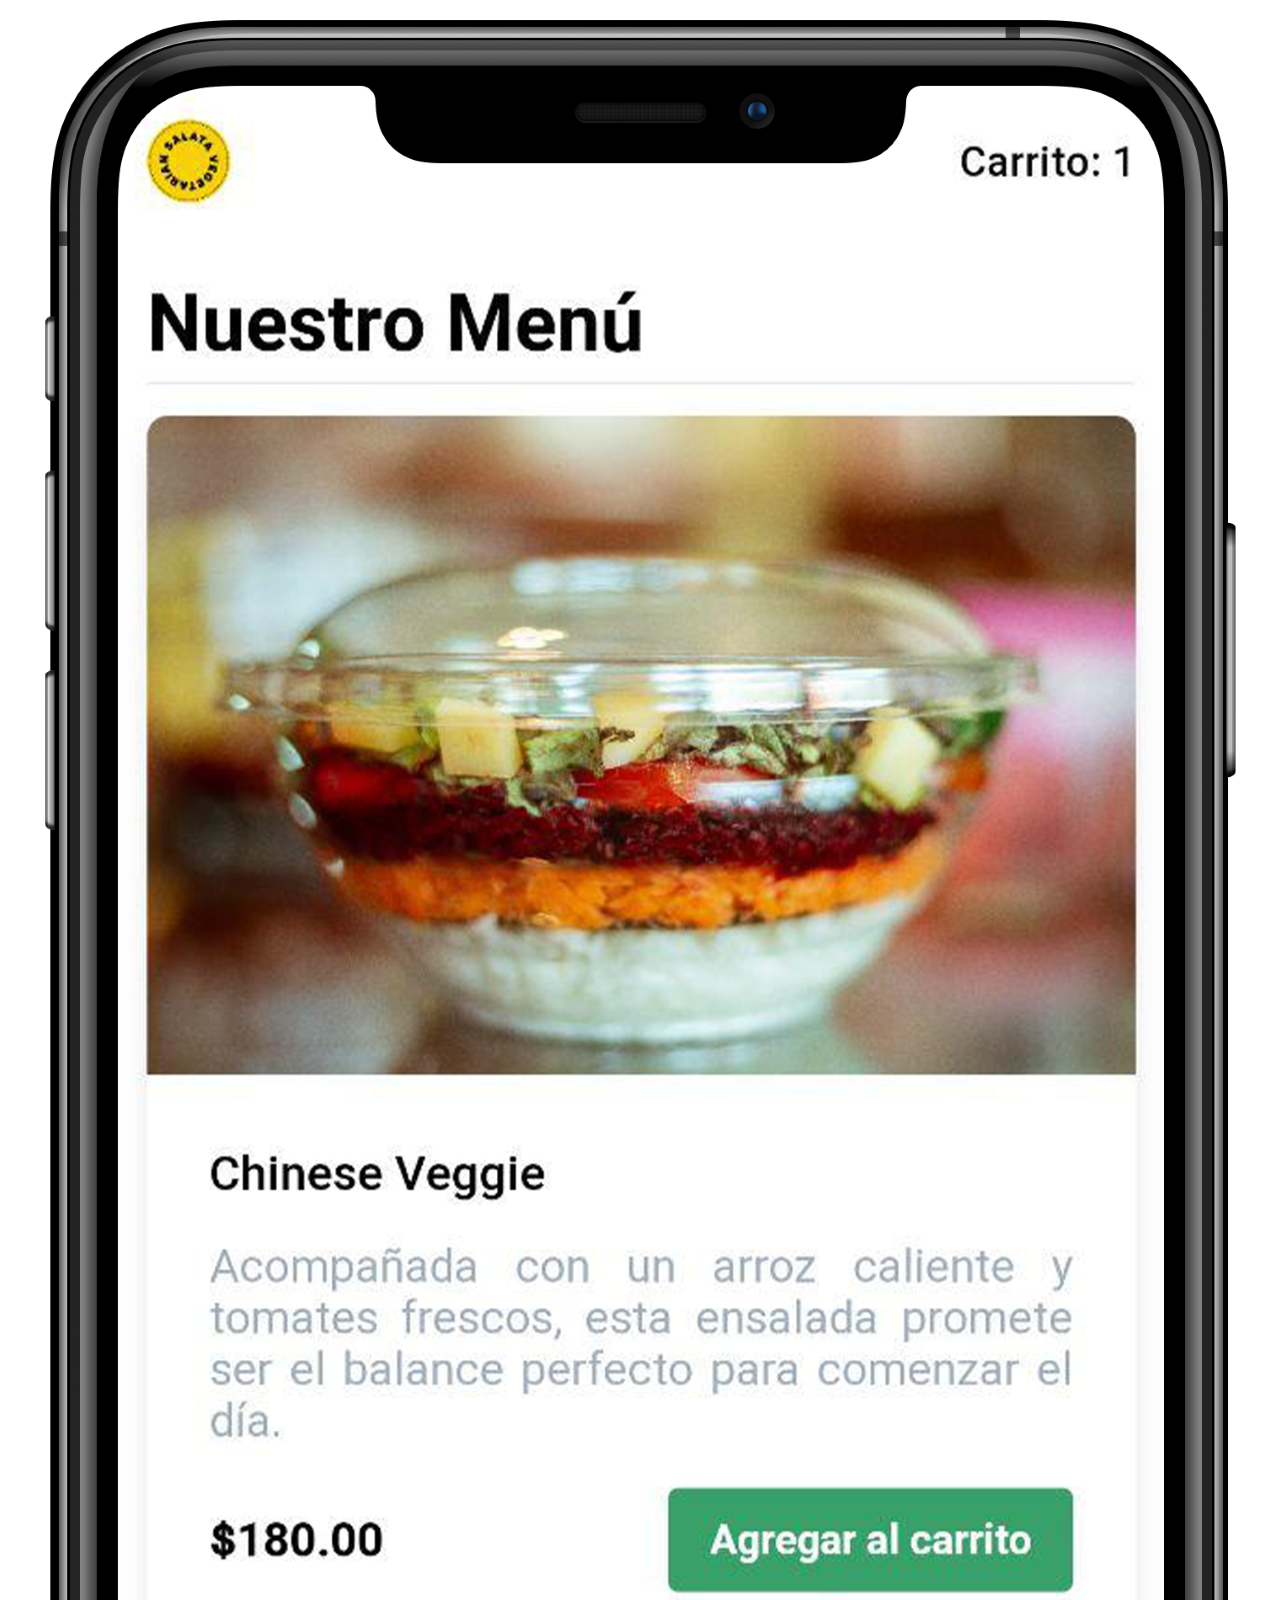 SALATA VEGETARIAN
Carrito: 1
Nuestro Menú
Chinese Veggie
Acompañada con un arroz caliente y
tomates frescos, esta ensalada promete
ser el balance perfecto para comenzar el
día.
$180.00
Agregar al carrito